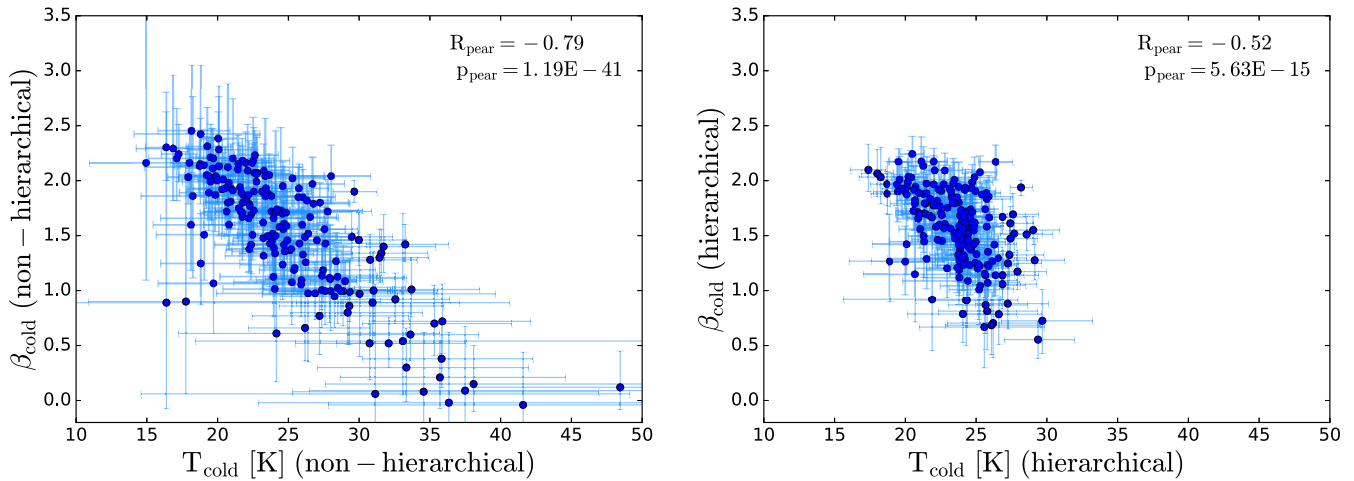 3.5
3.0
2.5
2.0
1.5
1.0
0.5
0.0
β_cold (non − hierarchical)
R_pear = −0.79
p_pear = 1.19E − 41
10 15 20 25 30 35 40 45 50
T_cold [K] (non − hierarchical)
3.5
3.0
2.5
2.0
1.5
1.0
0.5
0.0
β_cold (hierarchical)
R_pear = −0.52
p_pear = 5.63E − 15
10 15 20 25 30 35 40 45 50
T_cold [K] (hierarchical)